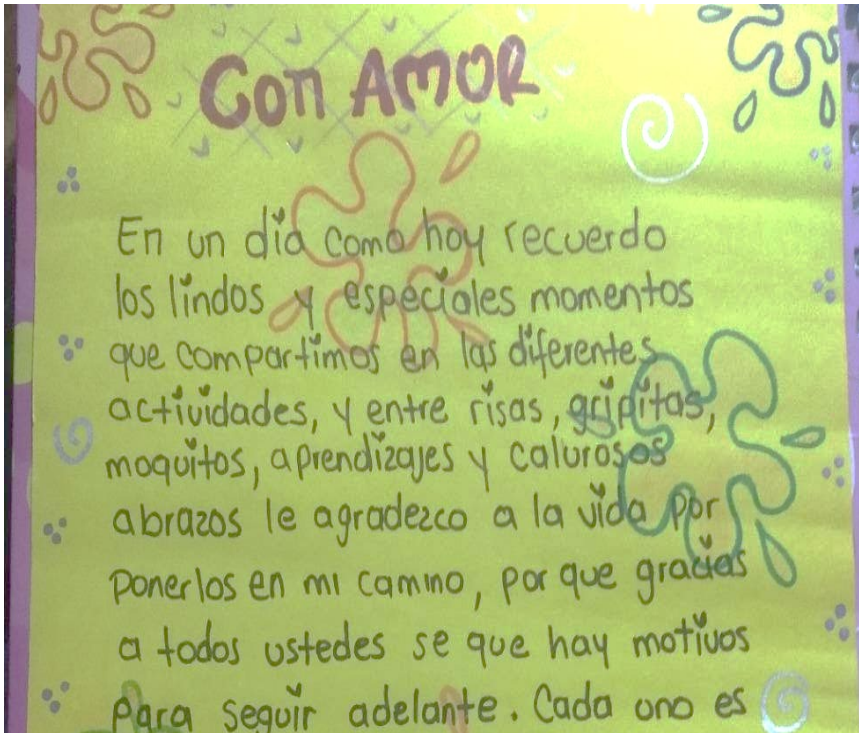 Con AMOR
En un día como hoy recuerdo
los lindos y especiales momentos
que compartimos en las diferentes
actividades, y entre risas, gripitas,
moquitos, aprendizajes y calurosos
abrazos le agradezco a la vida por
ponerlos en mi camino, por que gracias
a todos ustedes se que hay motivos
para seguir adelante. Cada uno es